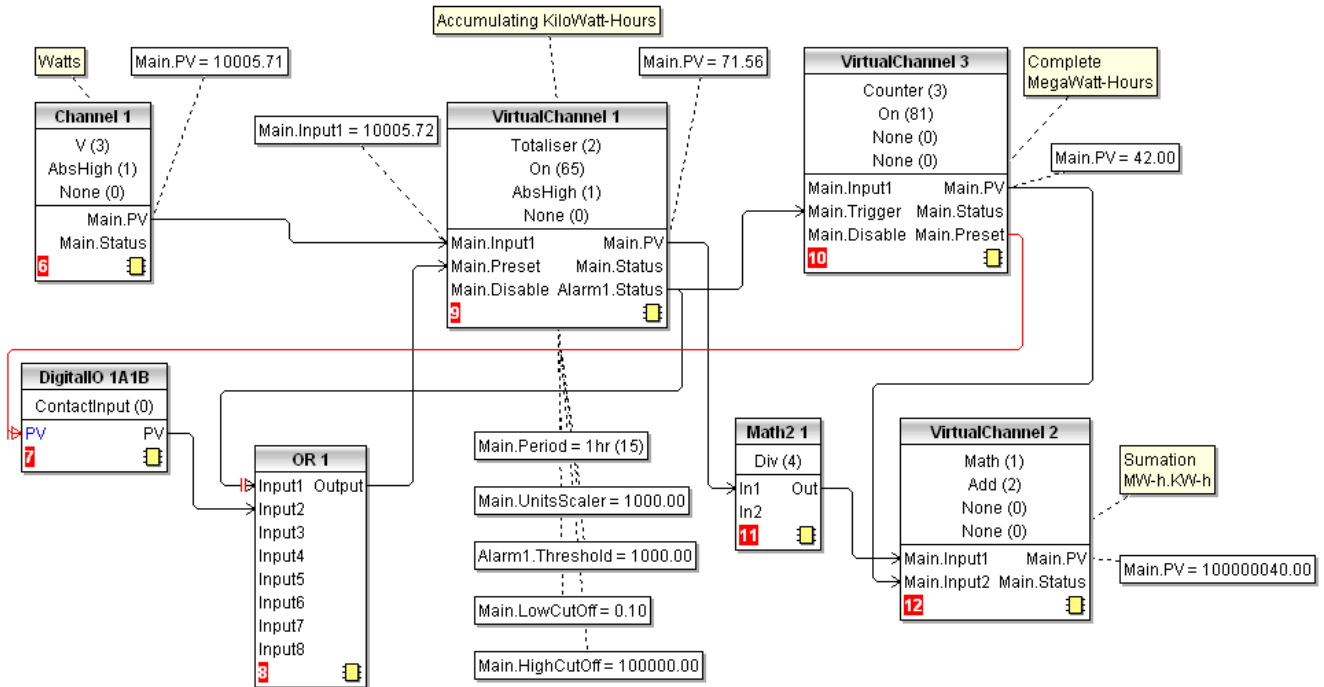 Accumulating KiloWatt-Hours
Watts
Main.PV = 10005.71
Main.PV = 71.56
Complete
MegaWatt-Hours
Channel 1
V (3)
AbsHigh (1)
None (0)
Main.PV
Main.Status
6
Main.Input1 = 10005.72
VirtualChannel 1
Totaliser (2)
On (65)
AbsHigh (1)
None (0)
Main.Input1 Main.PV
Main.Preset Main.Status
Main.Disable Alarm1.Status
9
VirtualChannel 3
Counter (3)
On (81)
None (0)
None (0)
Main.Input1 Main.PV
Main.Trigger Main.Status
Main.Disable Main.Preset
10
Main.PV = 42.00
DigitalIO 1A1B
ContactInput (0)
PV PV
7
OR 1
Input1 Output
Input2
Input3
Input4
Input5
Input6
Input7
Input8
8
Main.Period = 1hr (15)
Main.UnitsScaler = 1000.00
Alarm1.Threshold = 1000.00
Main.LowCutOff = 0.10
Main.HighCutOff = 100000.00
Math2 1
Div (4)
In1 Out
In2
11
VirtualChannel 2
Math (1)
Add (2)
None (0)
None (0)
Main.Input1 Main.PV
Main.Input2 Main.Status
12
Sumation
MW-h.KW-h
Main.PV = 100000040.00